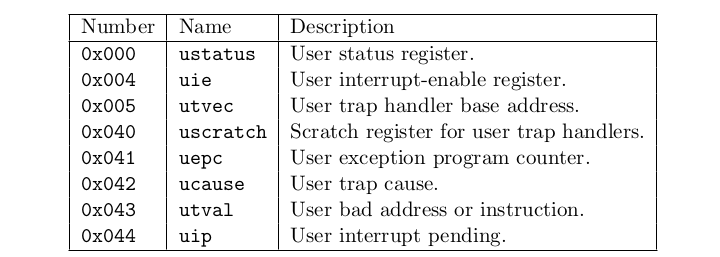 Number Name Description
0x000 ustatus User status register.
0x004 uie User interrupt-enable register.
0x005 utvec User trap handler base address.
0x040 uscratch Scratch register for user trap handlers.
0x041 uepc User exception program counter.
0x042 ucause User trap cause.
0x043 utval User bad address or instruction.
0x044 uip User interrupt pending.